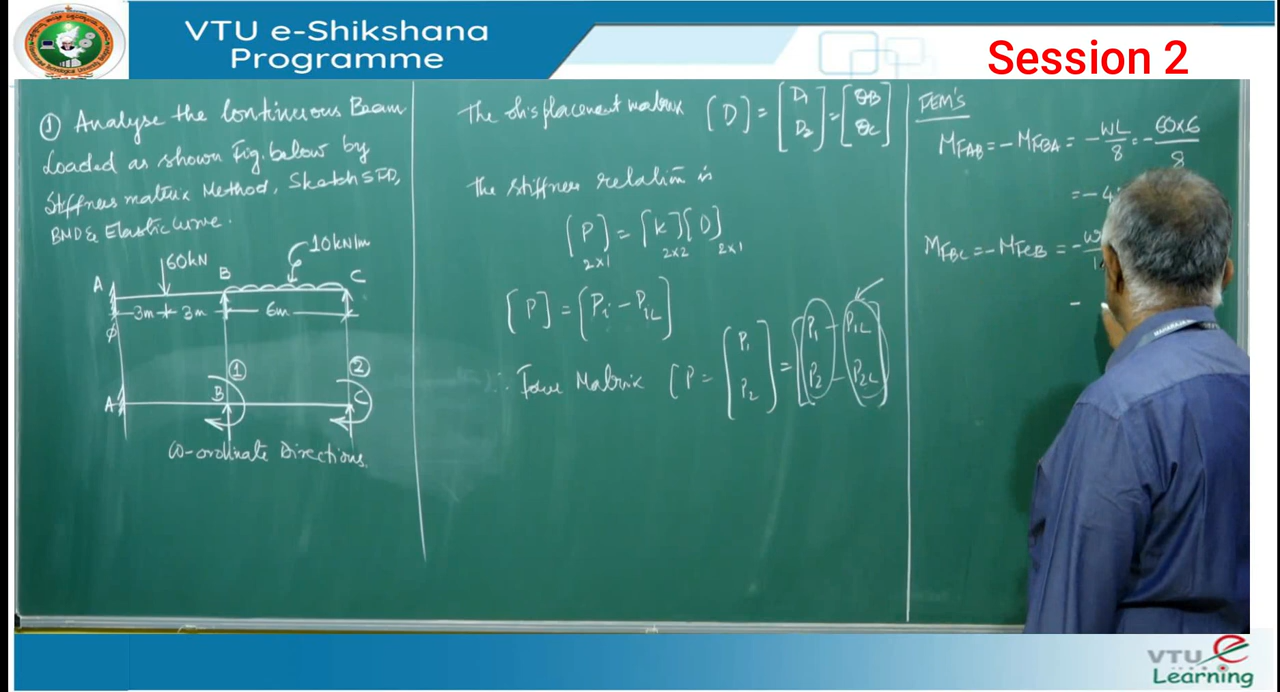 VTU e-Shikshana
Programme
Session 2
① Analyse the Continuous Beam
Loaded as shown Fig. below by
Stiffness matrix Method, Sketch SFD,
BMD & Elastic Curve.
60kN
10kN/m
A
B
C
3m
3m
6m
①
②
A
B
C
Co-ordinate Directions.
The displacement matrix [D] = [D1 D2] = [θB θC]
The stiffness relation is
[P] = [K] [D]
2×1 2×2 2×1
[P] = [Pi - PiL]
∴ Force Matrix [P = [P1 P2] = [P1 - P1L P2 - P2L]
FEM's
MFAB = - MFBA = - WL/8 = - 60×6/8
= - 4
MFBC = - MFCB = - w
-
VTU e
Learning